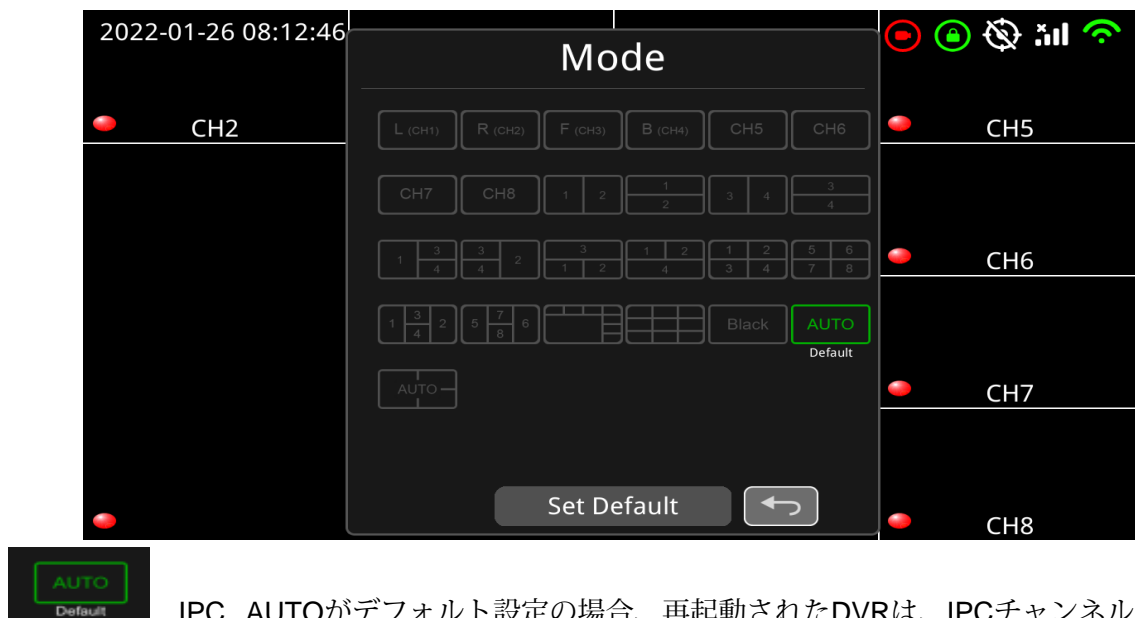 2022-01-26 08:12:46
Mode
CH2
CH5
L (CH1) R (CH2) F (CH3) B (CH4) CH5 CH6
CH7 CH8 1 2 1 2 3 4 3 4
CH6
1 3 4 3 4 2 3 1 2 1 2 4 1 2 3 4 5 6 7 8
1 3 4 2 5 7 8 6 Black AUTO
Default
AUTO
CH7
Set Default
CH8
AUTO
Default
IPC AUTOがデフォルト設定の場合、再起動されたDVRは、IPCチャンネル